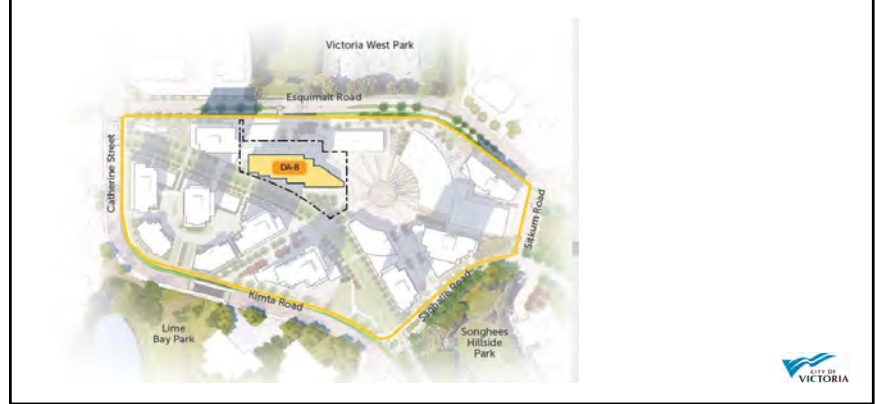 Victoria West Park
Esquimalt Road
DA-8
Catherine Street
Sitkum Road
Kimta Road
Saghalie Road
Lime
Bay Park
Songhees
Hillside
Park
CITY OF
VICTORIA